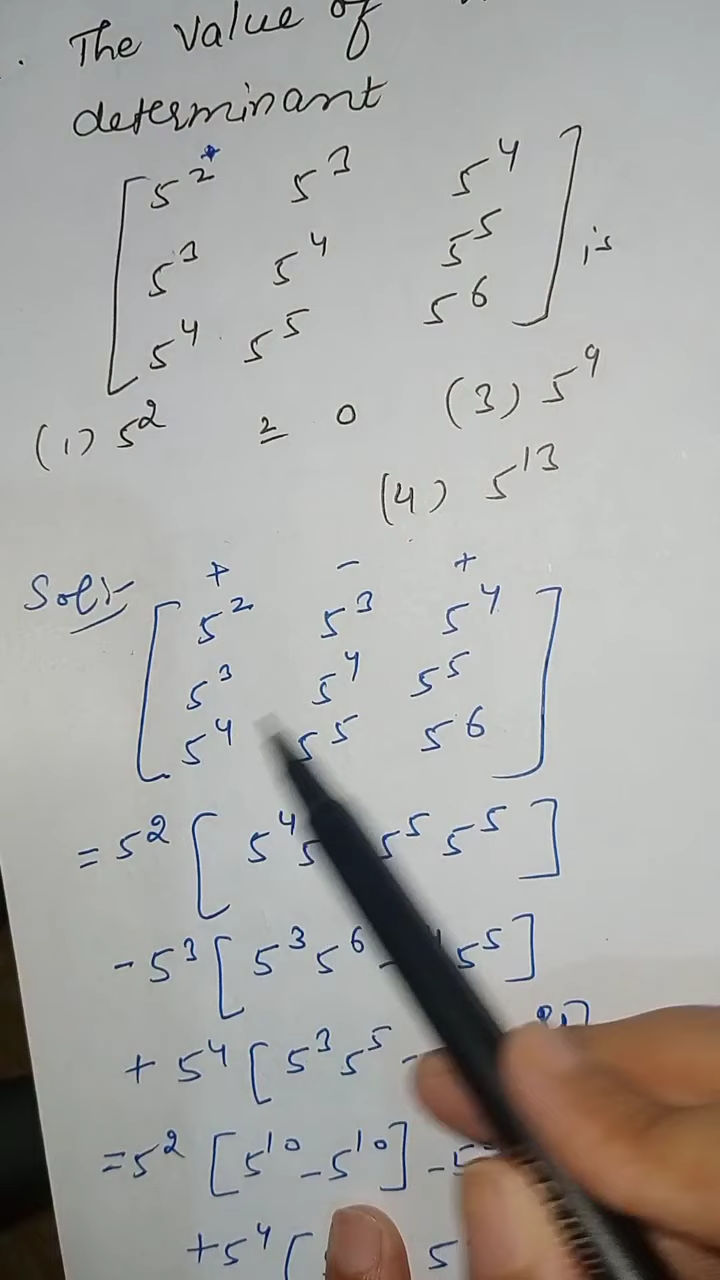 . The value of
determinant
[ 5² 5³ 5⁴
5³ 5⁴ 5⁵
5⁴ 5⁵ 5⁶ ] is
(1) 5² 2 0 (3) 5⁹
(4) 5¹³
Sol:-
+ - +
[ 5² 5³ 5⁴
5³ 5⁴ 5⁵
5⁴ 5⁵ 5⁶ ]
= 5² [ 5⁴ 5 5⁵ 5⁵ ]
- 5³ [ 5³ 5⁶ - 5⁵ ]
+ 5⁴ [ 5³ 5⁵ - ]
= 5² [ 5¹⁰ - 5¹⁰ ] - 5
+ 5⁴ [ 5